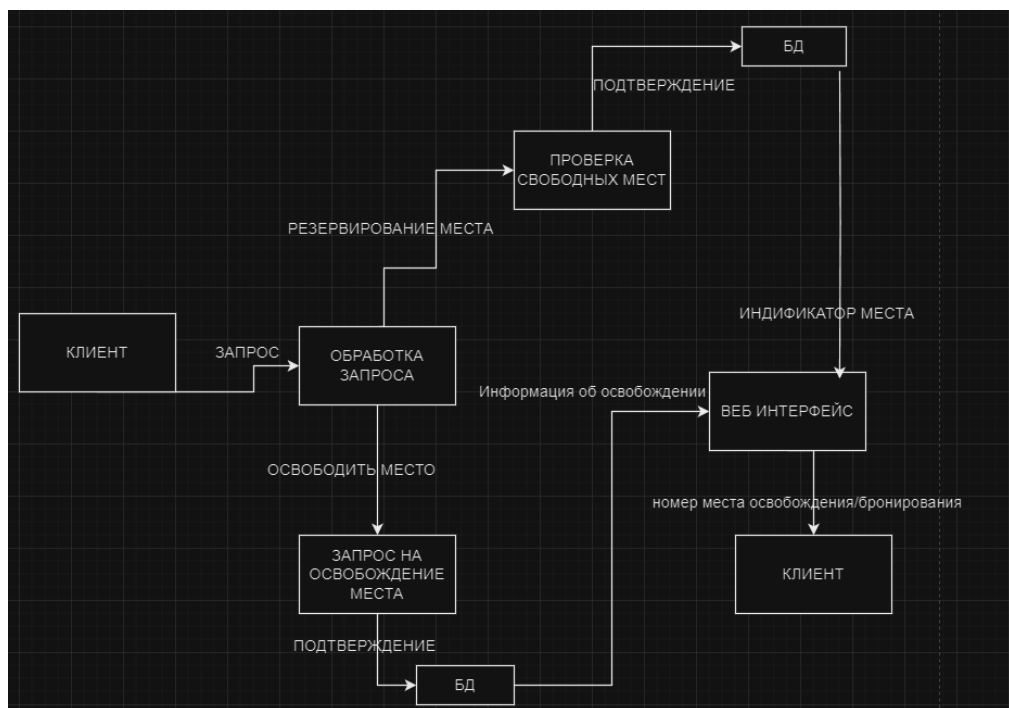 БД
ПОДТВЕРЖДЕНИЕ
ПРОВЕРКА
СВОБОДНЫХ МЕСТ
РЕЗЕРВИРОВАНИЕ МЕСТА
ИНДИФИКАТОР МЕСТА
КЛИЕНТ
ЗАПРОС
ОБРАБОТКА
ЗАПРОСА
Информация об освобождении
ВЕБ ИНТЕРФЕЙС
ОСВОБОДИТЬ МЕСТО
номер места освобождения/бронирования
ЗАПРОС НА
ОСВОБОЖДЕНИЕ
МЕСТА
КЛИЕНТ
ПОДТВЕРЖДЕНИЕ
БД